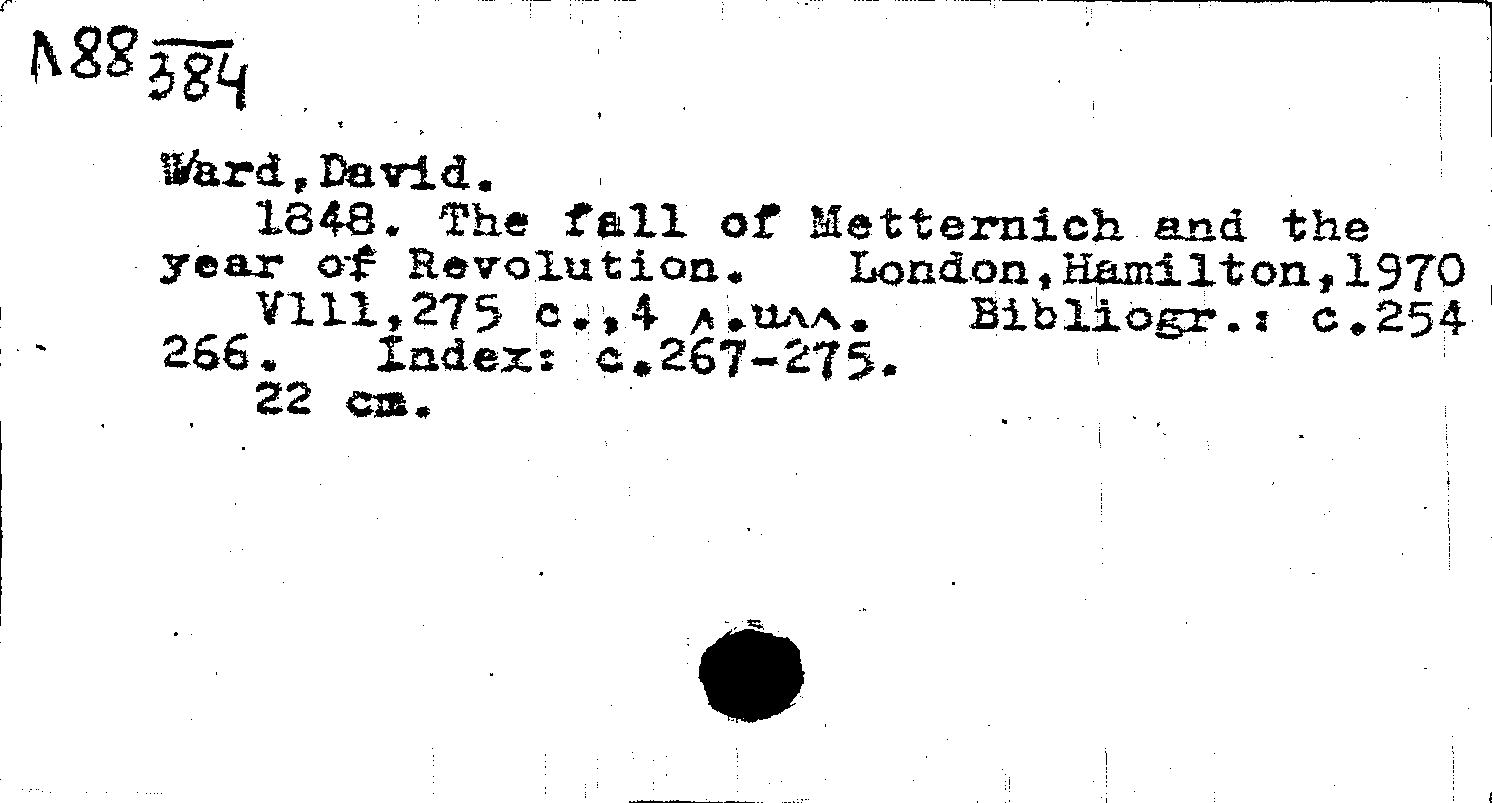 Л88 384
Ward,David.
1848. The fall of Metternich and the
year of Revolution. London,Hamilton,1970
V111,275 c.,4 л.илл. Bibliogr.: c.254
266. Index: c.267-275.
22 cm.